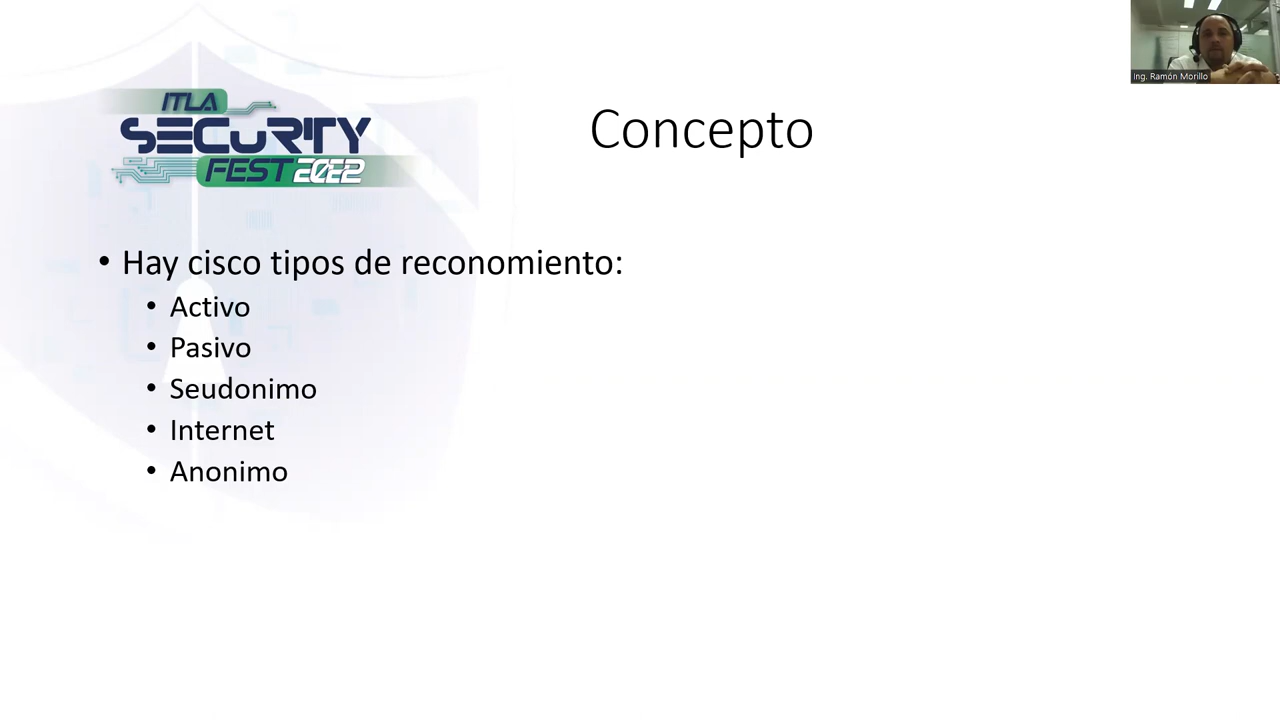 Ing. Ramón Morillo
ITLA
SECURITY
FEST 2022
Concepto
• Hay cisco tipos de reconomiento:
• Activo
• Pasivo
• Seudonimo
• Internet
• Anonimo